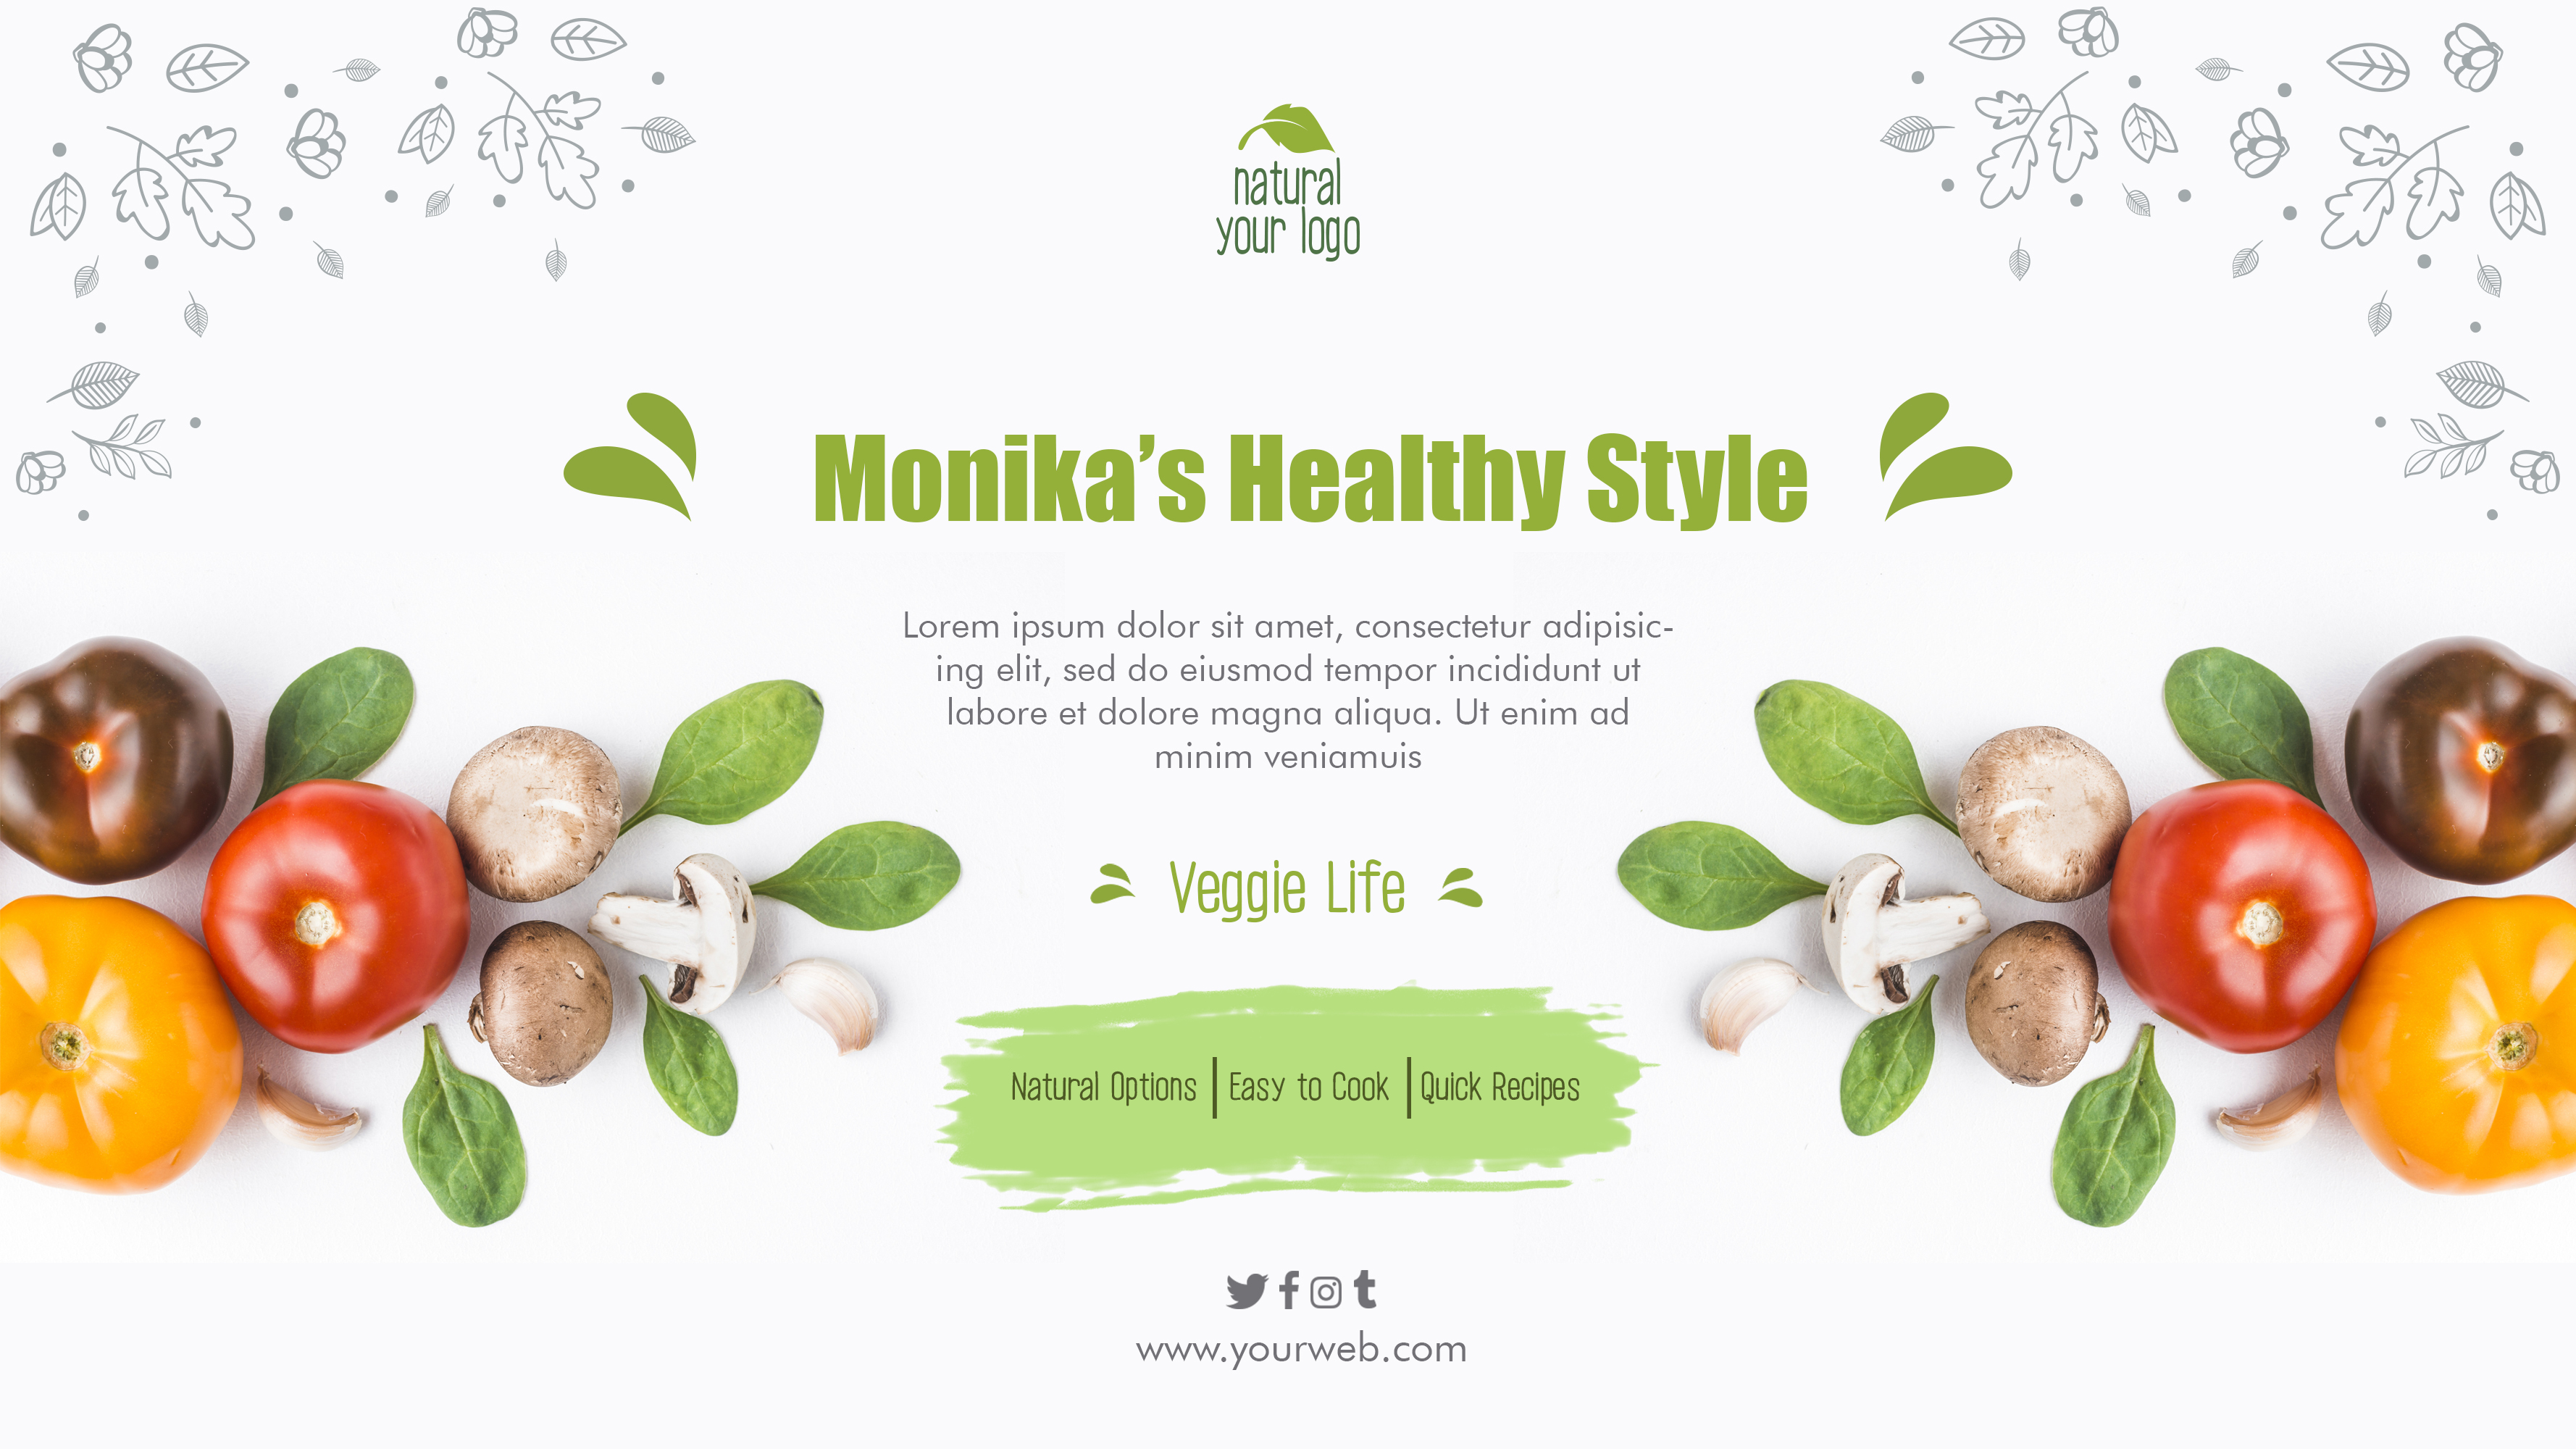 natural
your logo
Monika’s Healthy Style
Lorem ipsum dolor sit amet, consectetur adipisic-
ing elit, sed do eiusmod tempor incididunt ut
labore et dolore magna aliqua. Ut enim ad
minim veniamuis
Veggie Life
Natural Options | Easy to Cook | Quick Recipes
www.yourweb.com